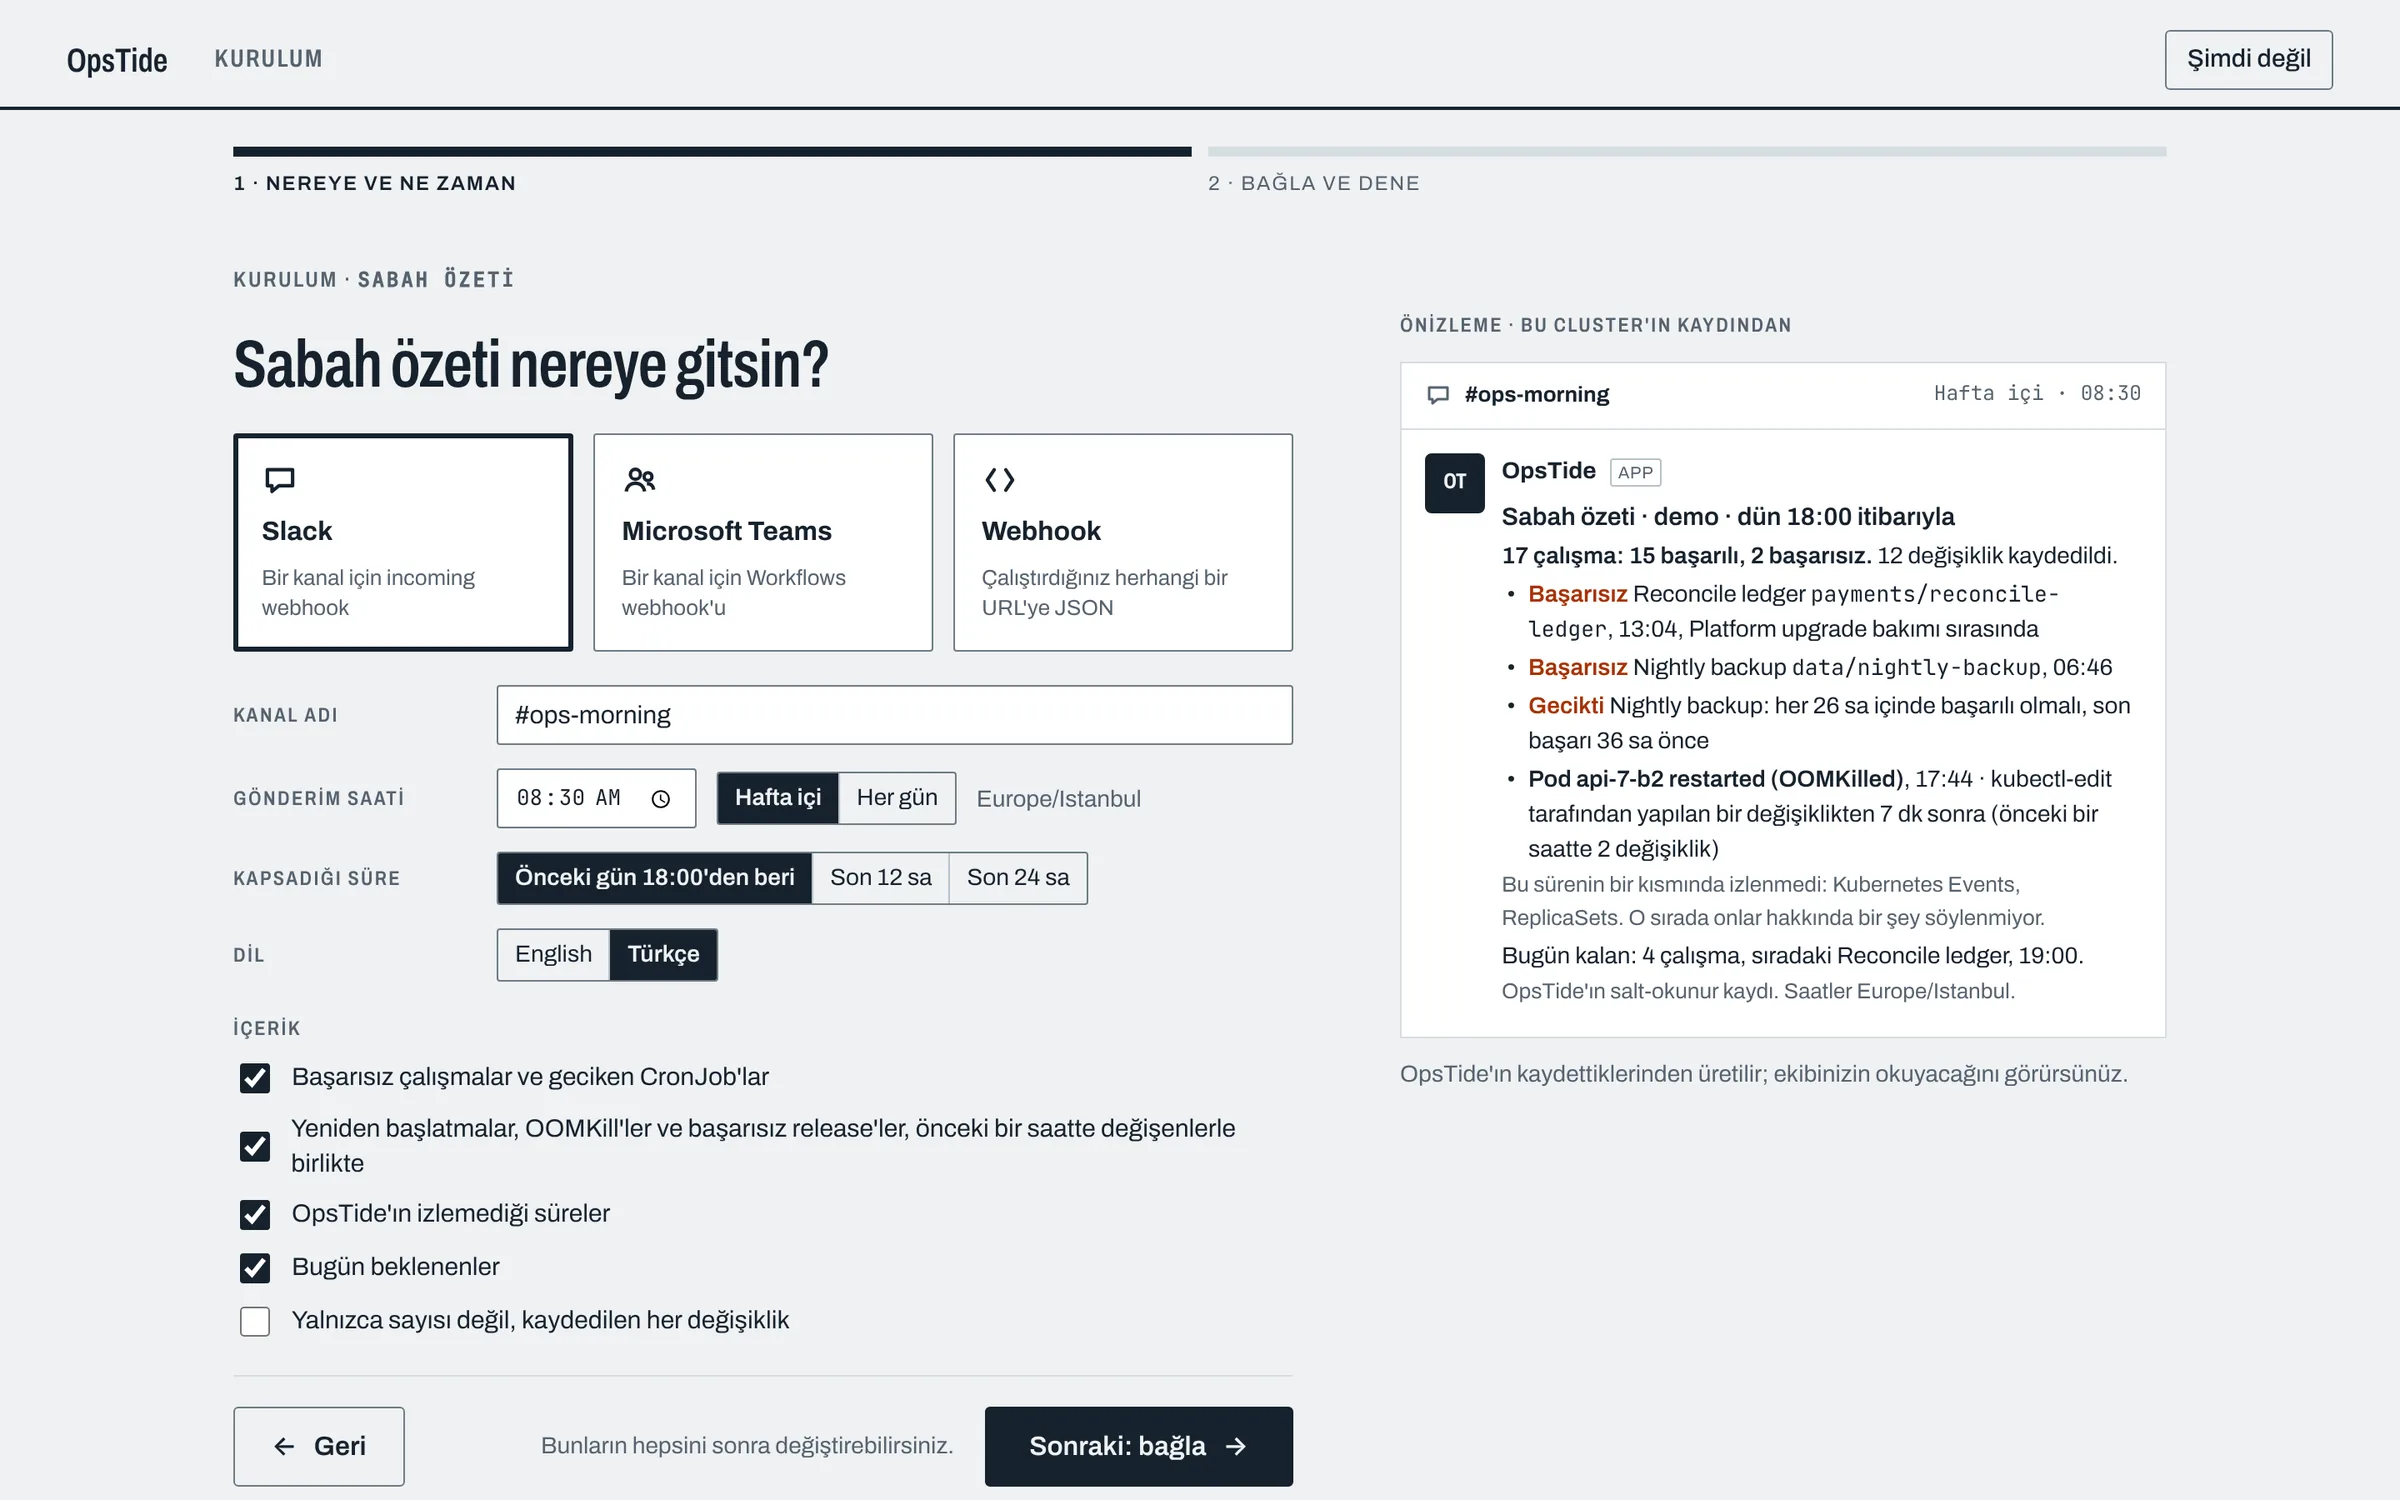 OpsTide
KURULUM
Şimdi değil
1 · NEREYE VE NE ZAMAN
2 · BAĞLA VE DENE
KURULUM · SABAH ÖZETİ
Sabah özeti nereye gitsin?
Slack
Bir kanal için incoming
webhook
Microsoft Teams
Bir kanal için Workflows
webhook'u
Webhook
Çalıştırdığınız herhangi bir
URL'ye JSON
KANAL ADI
#ops-morning
GÖNDERİM SAATİ
08:30 AM
Hafta içi
Her gün
Europe/Istanbul
KAPSADIĞI SÜRE
Önceki gün 18:00'den beri
Son 12 sa
Son 24 sa
DİL
English
Türkçe
İÇERİK
Başarısız çalışmalar ve geciken CronJob'lar
Yeniden başlatmalar, OOMKill'ler ve başarısız release'ler, önceki bir saatte değişenlerle
birlikte
OpsTide'ın izlemediği süreler
Bugün beklenenler
Yalnızca sayısı değil, kaydedilen her değişiklik
← Geri
Bunların hepsini sonra değiştirebilirsiniz.
Sonraki: bağla →
ÖNİZLEME · BU CLUSTER'IN KAYDINDAN
#ops-morning
Hafta içi · 08:30
OT
OpsTide APP
Sabah özeti · demo · dün 18:00 itibarıyla
17 çalışma: 15 başarılı, 2 başarısız. 12 değişiklik kaydedildi.
• Başarısız Reconcile ledger payments/reconcile-
ledger, 13:04, Platform upgrade bakımı sırasında
• Başarısız Nightly backup data/nightly-backup, 06:46
• Gecikti Nightly backup: her 26 sa içinde başarılı olmalı, son
başarı 36 sa önce
• Pod api-7-b2 restarted (OOMKilled), 17:44 · kubectl-edit
tarafından yapılan bir değişiklikten 7 dk sonra (önceki bir
saatte 2 değişiklik)
Bu sürenin bir kısmında izlenmedi: Kubernetes Events,
ReplicaSets. O sırada onlar hakkında bir şey söylenmiyor.
Bugün kalan: 4 çalışma, sıradaki Reconcile ledger, 19:00.
OpsTide'ın salt-okunur kaydı. Saatler Europe/Istanbul.
OpsTide'ın kaydettiklerinden üretilir; ekibinizin okuyacağını görürsünüz.